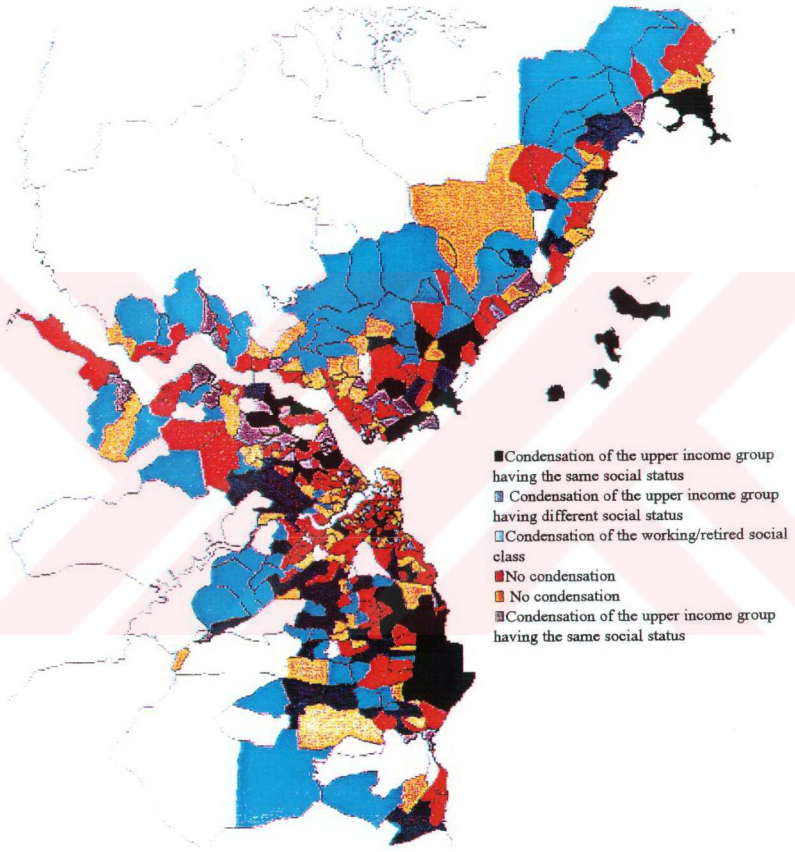 Condensation of the upper income group
having the same social status
Condensation of the upper income group
having different social status
Condensation of the working/retired social
class
No condensation
No condensation
Condensation of the upper income group
having the same social status